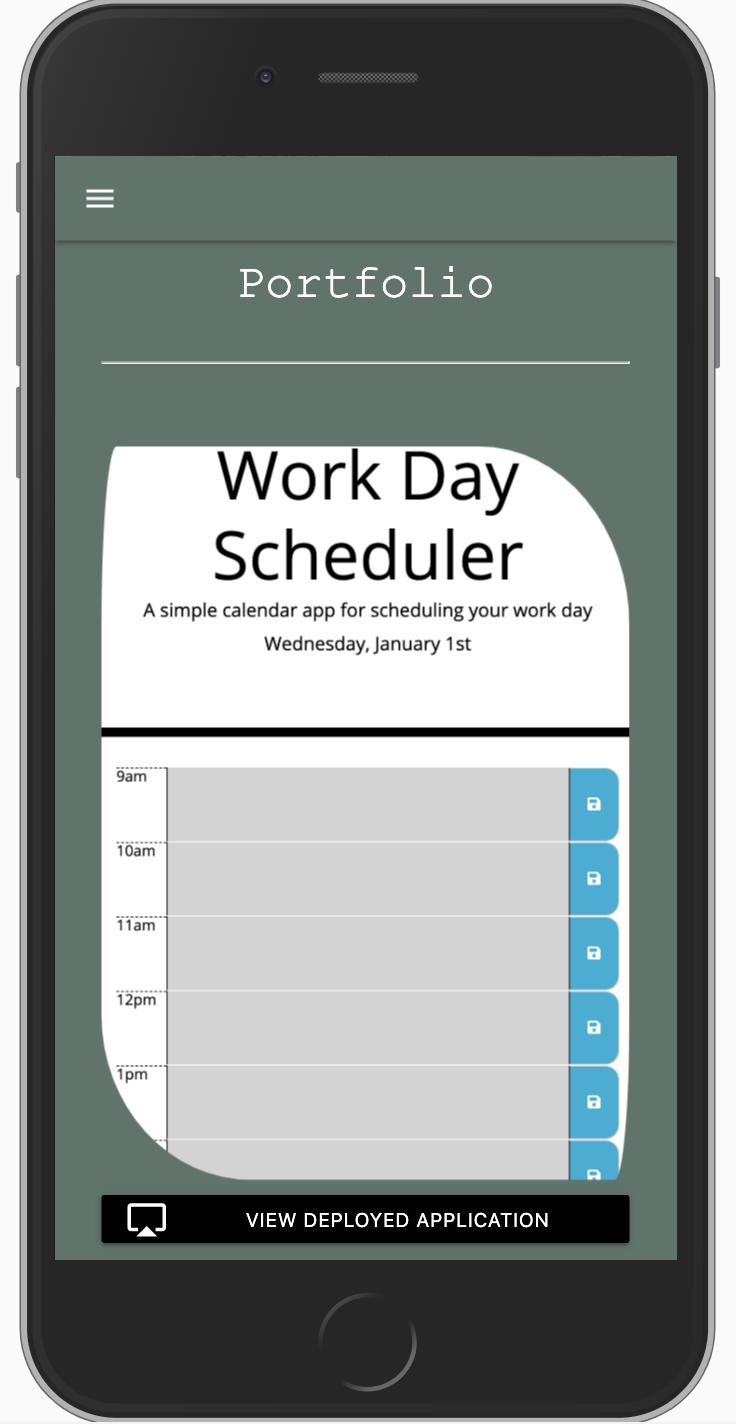 Portfolio
Work Day
Scheduler
A simple calendar app for scheduling your work day
Wednesday, January 1st
9am
10am
11am
12pm
1pm
VIEW DEPLOYED APPLICATION